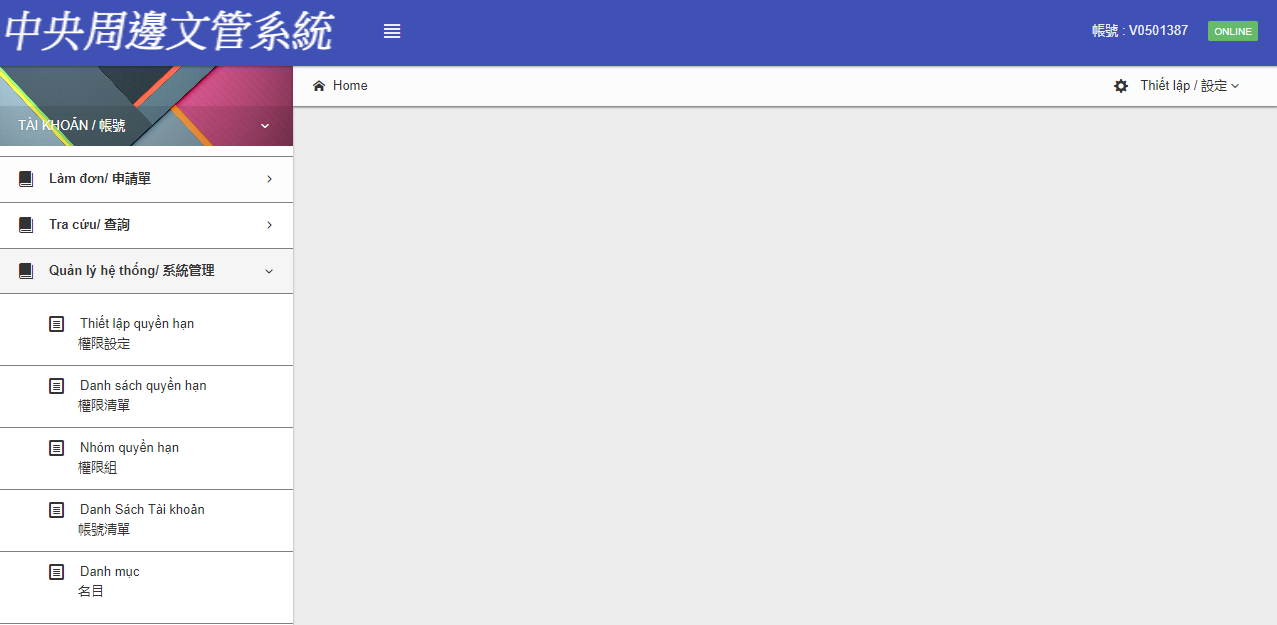 中央周邊文管系統
帳號 : V0501387
ONLINE
TÀI KHOẢN / 帳號
Home
Thiết lập / 設定
Làm đơn/ 申請單
Tra cứu/ 查詢
Quản lý hệ thống/ 系統管理
Thiết lập quyền hạn
權限設定
Danh sách quyền hạn
權限清單
Nhóm quyền hạn
權限組
Danh Sách Tài khoản
帳號清單
Danh mục
名目